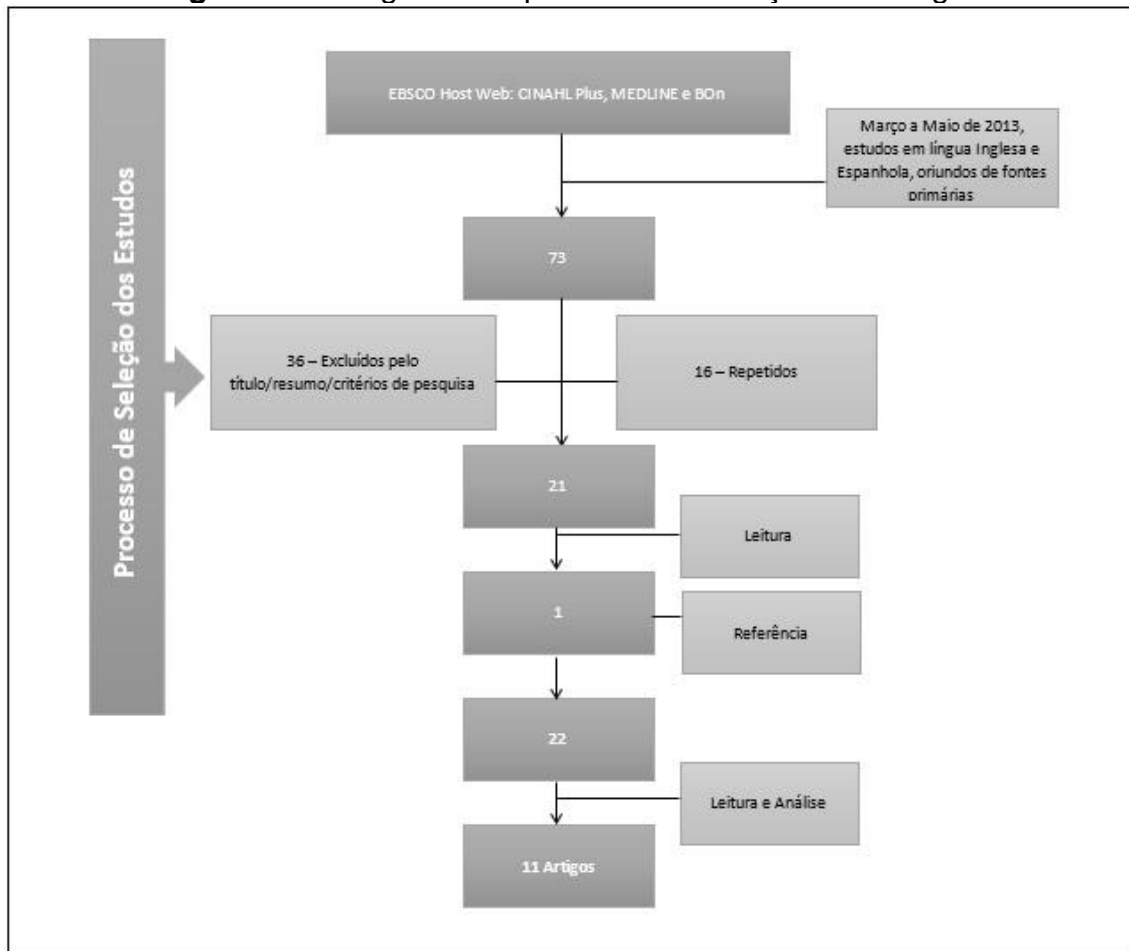 EBSCO Host Web: CINAHL Plus, MEDLINE e BOn
Março a Maio de 2013,
estudos em língua Inglesa e
Espanhola, oriundos de fontes
primárias
73
Processo de Seleção dos Estudos
36 – Excluídos pelo
título/resumo/critérios de pesquisa
16 – Repetidos
21
Leitura
1
Referência
22
Leitura e Análise
11 Artigos